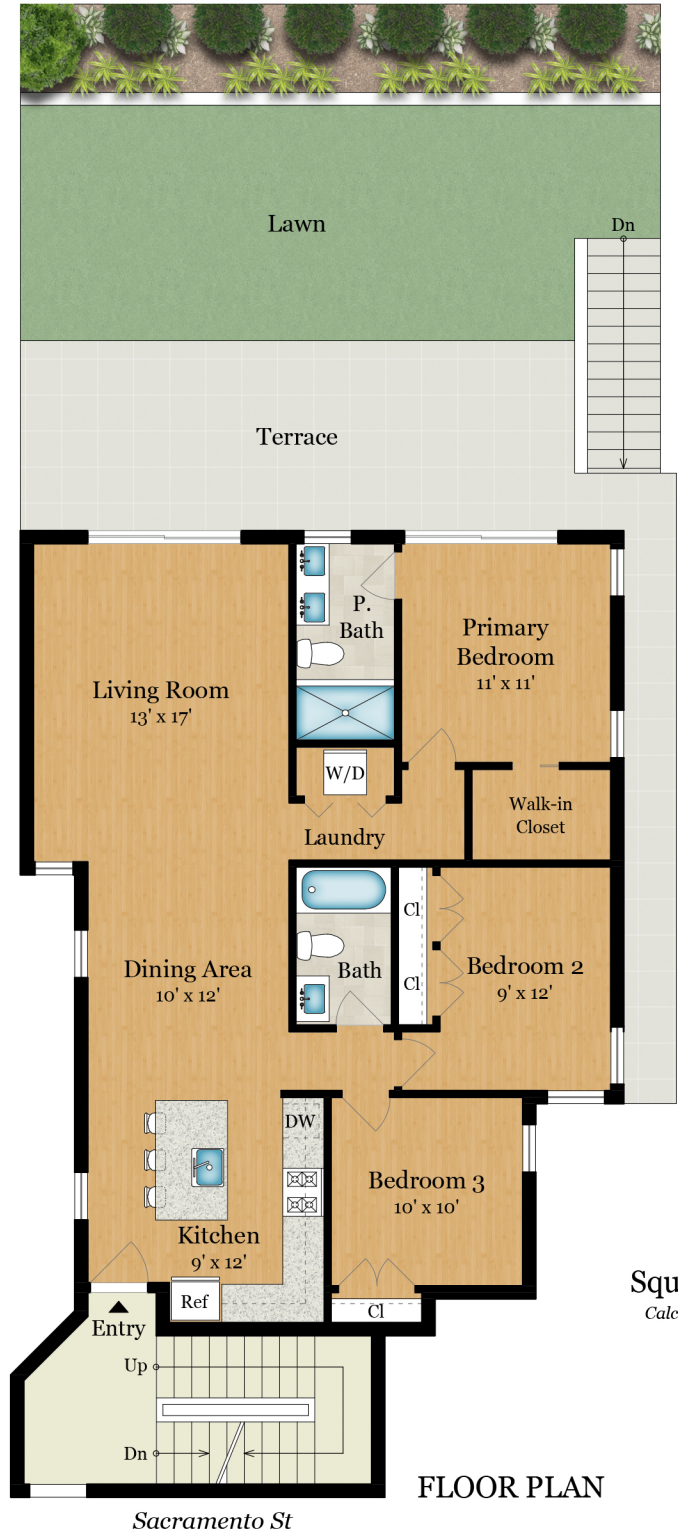 Lawn
Dn
Terrace
P.
Bath
Primary
Bedroom
11' x 11'
Living Room
13' x 17'
W/D
Walk-in
Closet
Laundry
Cl
Cl
Bath
Bedroom 2
9' x 12'
Dining Area
10' x 12'
DW
Bedroom 3
10' x 10'
Kitchen
9' x 12'
Ref
Cl
Entry
Up
Dn
Squ
Calc
FLOOR PLAN
Sacramento St